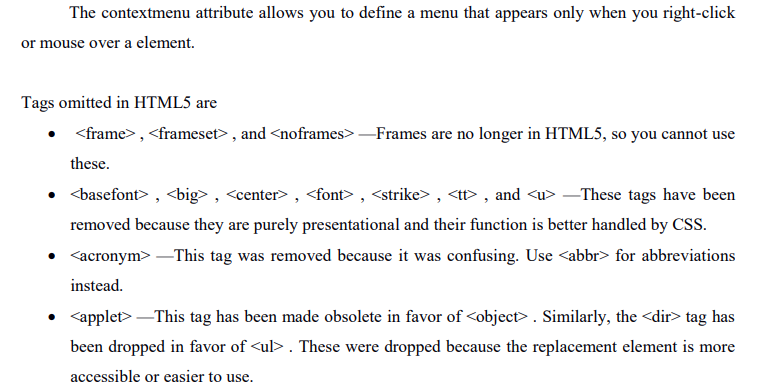 The contextmenu attribute allows you to define a menu that appears only when you right-click
or mouse over a element.
Tags omitted in HTML5 are
• <frame> , <frameset> , and <noframes> —Frames are no longer in HTML5, so you cannot use
these.
• <basefont> , <big> , <center> , <font> , <strike> , <tt> , and <u> —These tags have been
removed because they are purely presentational and their function is better handled by CSS.
• <acronym> —This tag was removed because it was confusing. Use <abbr> for abbreviations
instead.
• <applet> —This tag has been made obsolete in favor of <object> . Similarly, the <dir> tag has
been dropped in favor of <ul> . These were dropped because the replacement element is more
accessible or easier to use.